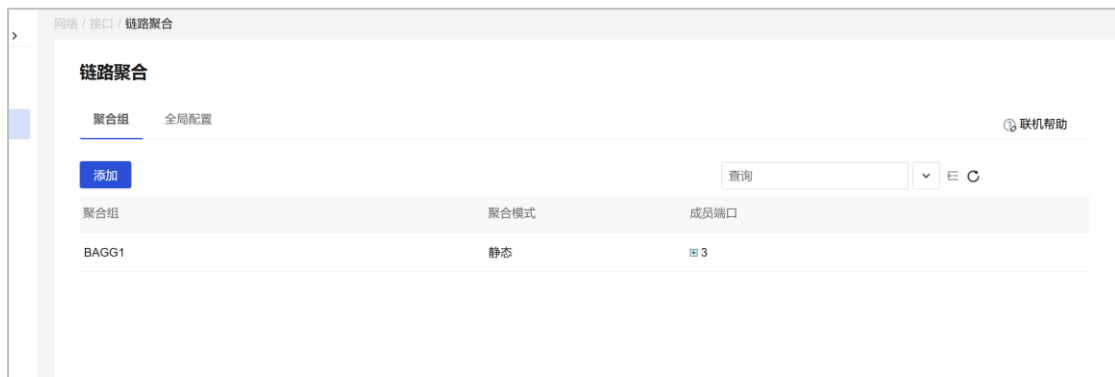 网络 / 接口 / 链路聚合
链路聚合
聚合组 全局配置
联机帮助
添加 查询
聚合组 聚合模式 成员端口
BAGG1 静态 3